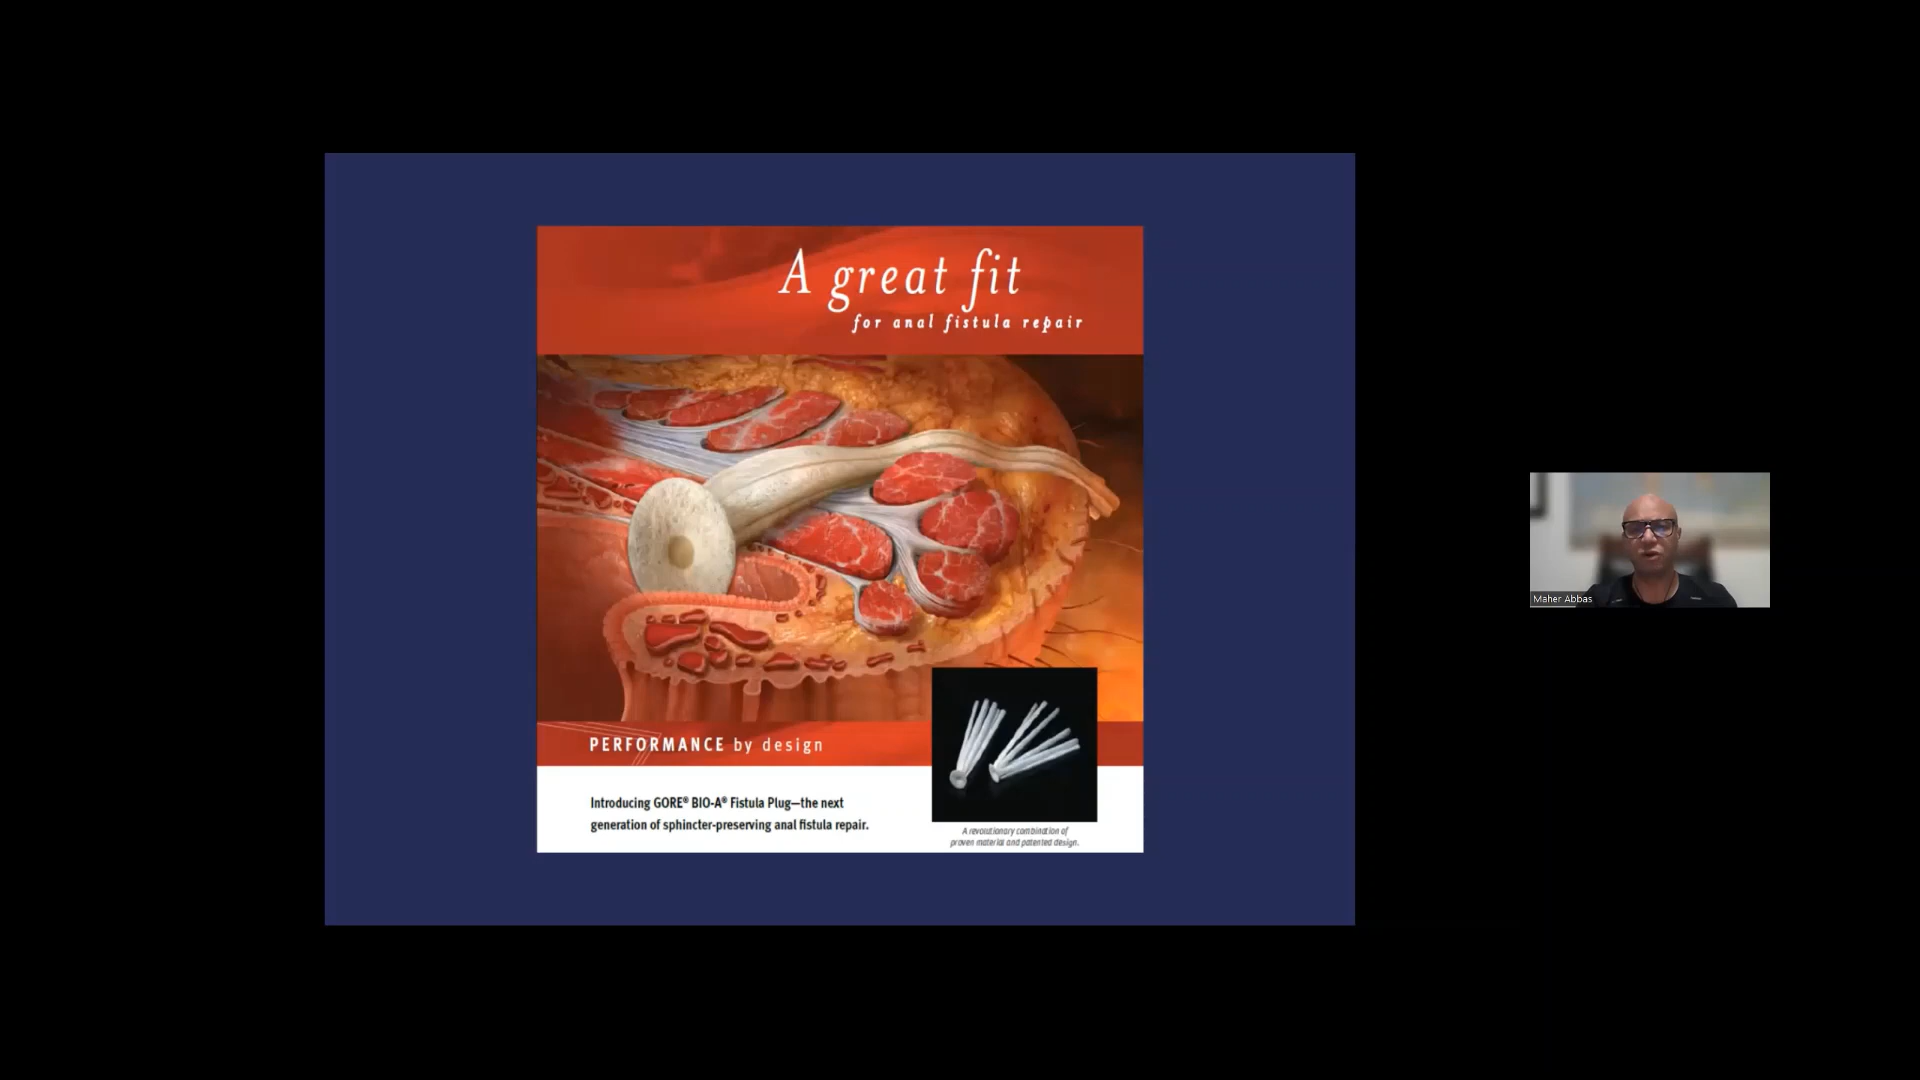 A great fit
for anal fistula repair
PERFORMANCE by design
Introducing GORE® BIO-A® Fistula Plug—the next
generation of sphincter-preserving anal fistula repair.
A revolutionary combination of
proven material and patented design.
Maher Abbas